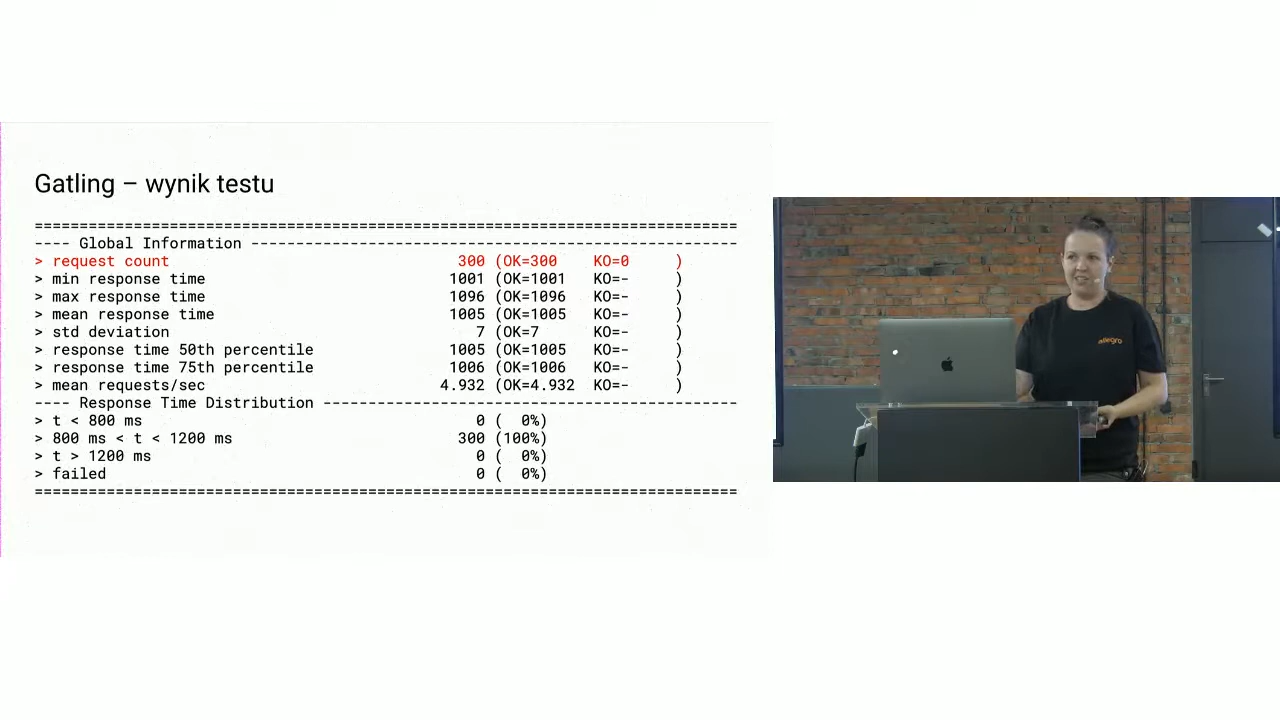 Gatling – wynik testu
================================================================================
---- Global Information --------------------------------------------------------
> request count                                        300 (OK=300    KO=0     )
> min response time                                   1001 (OK=1001   KO=-     )
> max response time                                   1096 (OK=1096   KO=-     )
> mean response time                                  1005 (OK=1005   KO=-     )
> std deviation                                          7 (OK=7      KO=-     )
> response time 50th percentile                       1005 (OK=1005   KO=-     )
> response time 75th percentile                       1006 (OK=1006   KO=-     )
> mean requests/sec                                  4.932 (OK=4.932  KO=-     )
---- Response Time Distribution ------------------------------------------------
> t < 800 ms                                             0 (  0%)
> 800 ms < t < 1200 ms                                 300 (100%)
> t > 1200 ms                                            0 (  0%)
> failed                                                 0 (  0%)
================================================================================
allegro